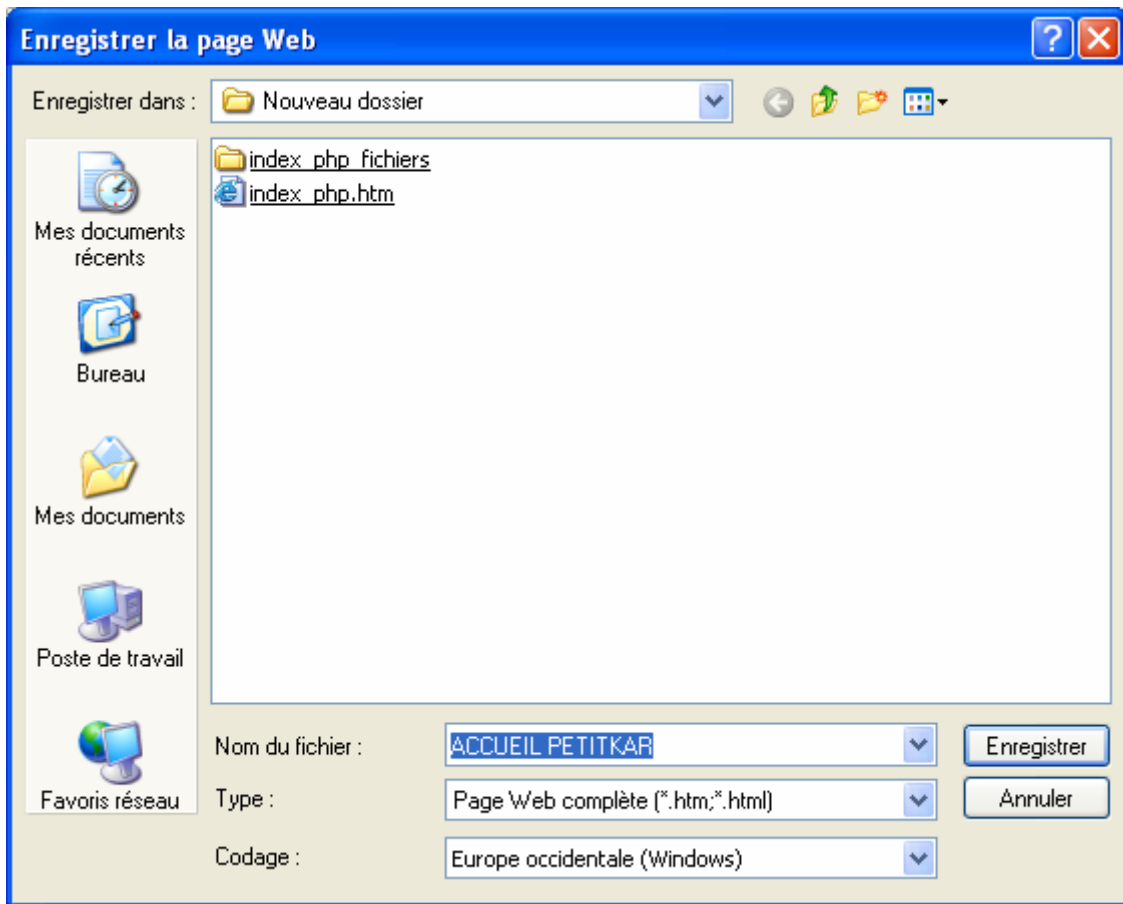 Enregistrer la page Web
Enregistrer dans :
Nouveau dossier
index_php_fichiers
index_php.htm
Mes documents
récents
Bureau
Mes documents
Poste de travail
Favoris réseau
Nom du fichier :
ACCUEIL PETITKAR
Enregistrer
Type :
Page Web complète (*.htm;*.html)
Annuler
Codage :
Europe occidentale (Windows)